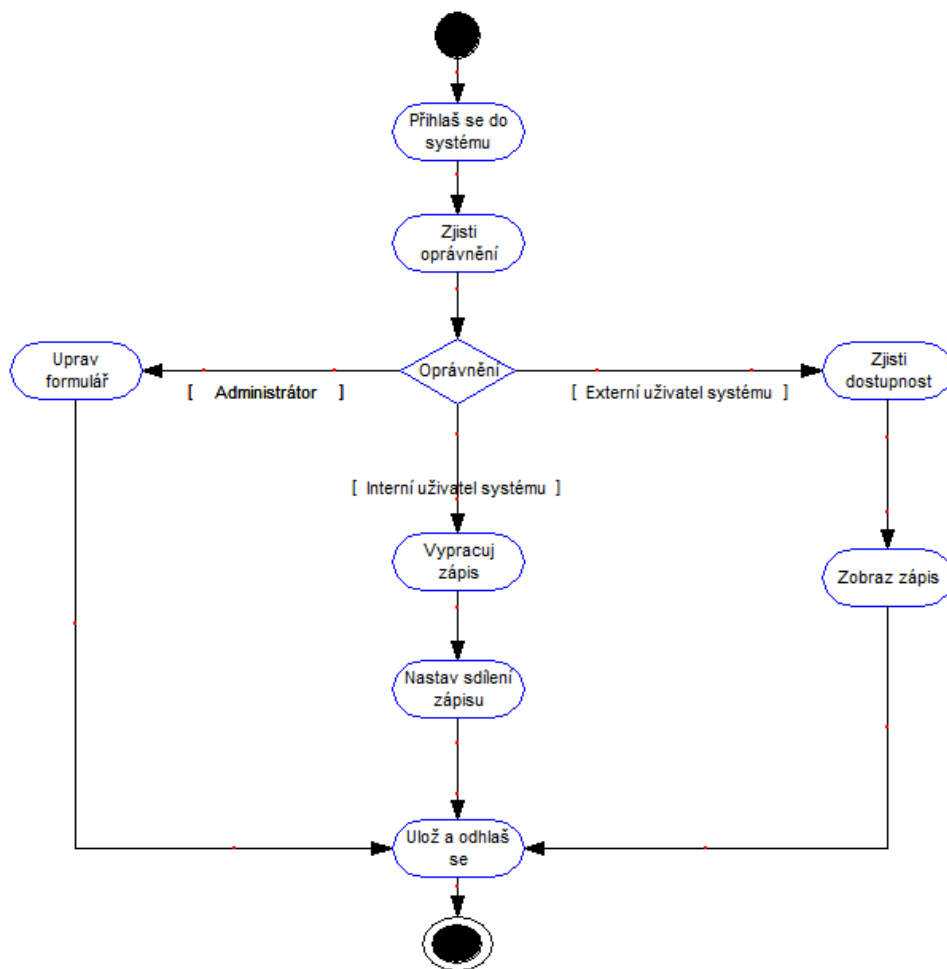 Přihlaš se do
systému
Zjisti
oprávnění
Uprav
formulář
Oprávnění
Zjisti
dostupnost
[ Administrátor ]
[ Externí uživatel systému ]
[ Interní uživatel systému ]
Vypracuj
zápis
Zobraz zápis
Nastav sdílení
zápisu
Ulož a odhlaš
se